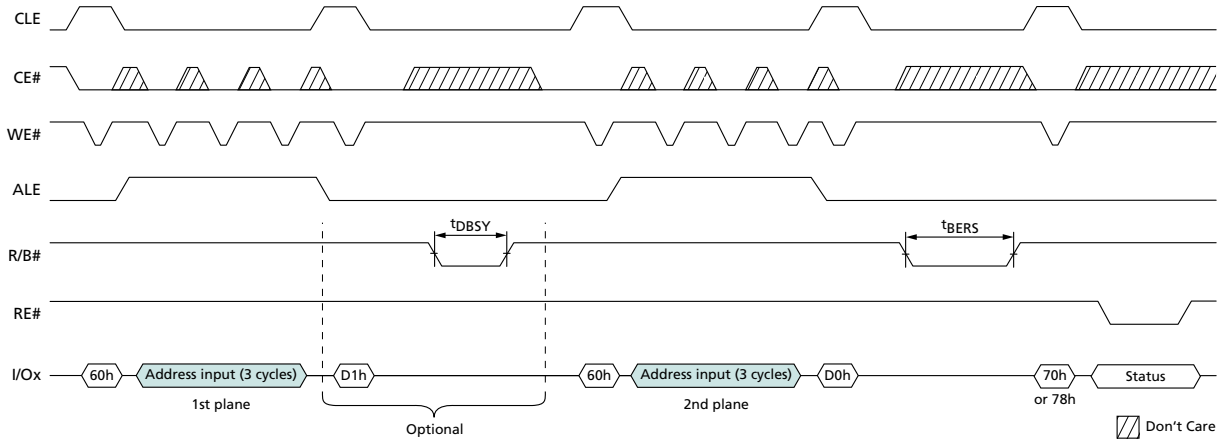 CLE
CE#
WE#
ALE
tDBSY
tBERS
R/B#
RE#
I/Ox
60h
Address input (3 cycles)
D1h
60h
Address input (3 cycles)
D0h
70h
Status
1st plane
2nd plane
or 78h
Optional
Don't Care